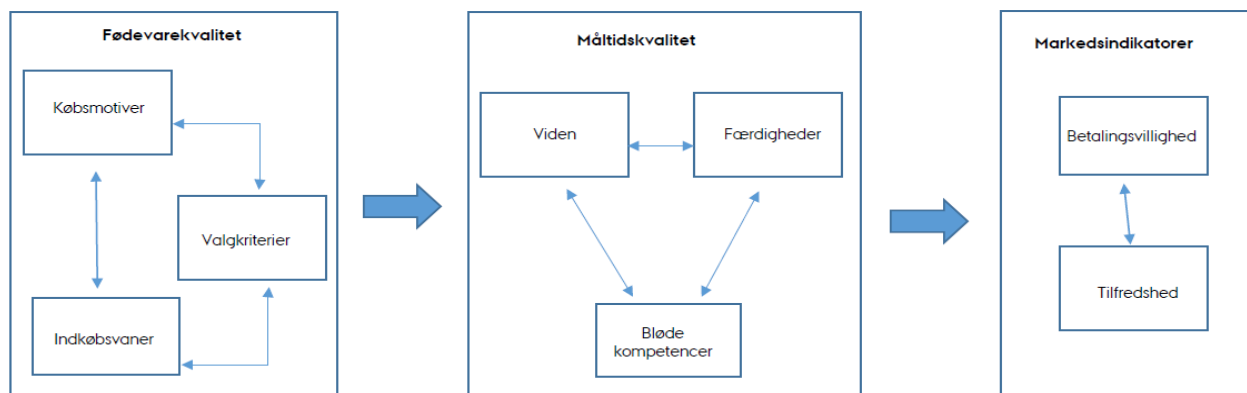 Fødevarekvalitet
Købsmotiver
Valgkriterier
Indkøbsvaner
Måltidskvalitet
Viden
Færdigheder
Bløde
kompetencer
Markedsindikatorer
Betalingsvillighed
Tilfredshed